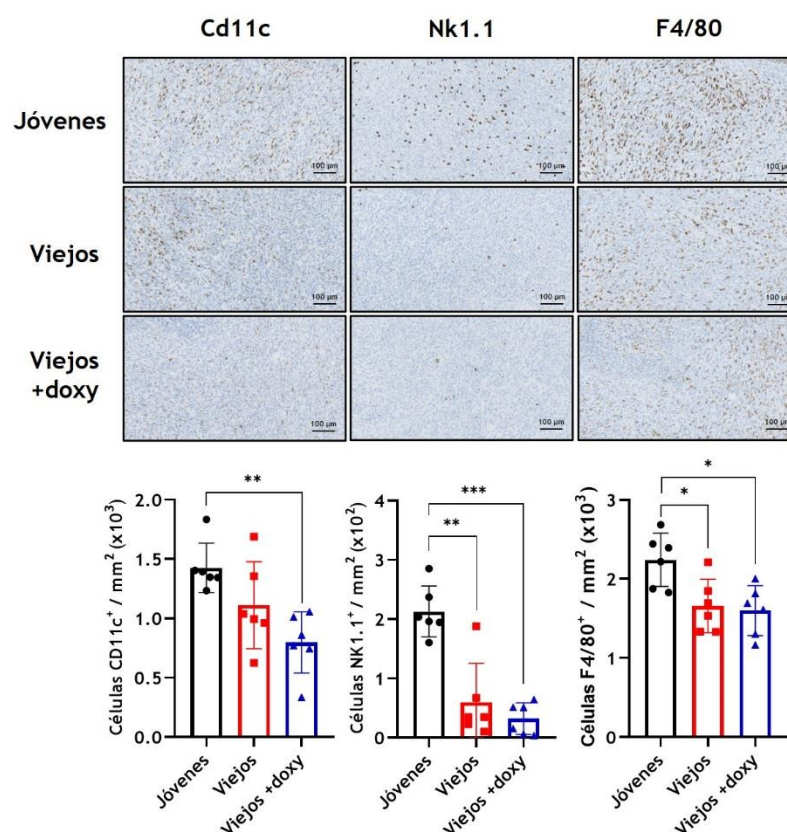 Cd11c Nk1.1 F4/80
Jóvenes
100 µm 100 µm 100 µm
Viejos
100 µm 100 µm 100 µm
Viejos
+doxy
100 µm 100 µm 100 µm
Células CD11c⁺ / mm² (x10³)
2.0
1.5
1.0
0.5
0.0
**
Jóvenes
Viejos
Viejos +doxy
Células NK1.1⁺ / mm² (x10²)
4
3
2
1
0
***
**
Jóvenes
Viejos
Viejos +doxy
Células F4/80⁺ / mm² (x10³)
3
2
1
0
*
*
Jóvenes
Viejos
Viejos +doxy